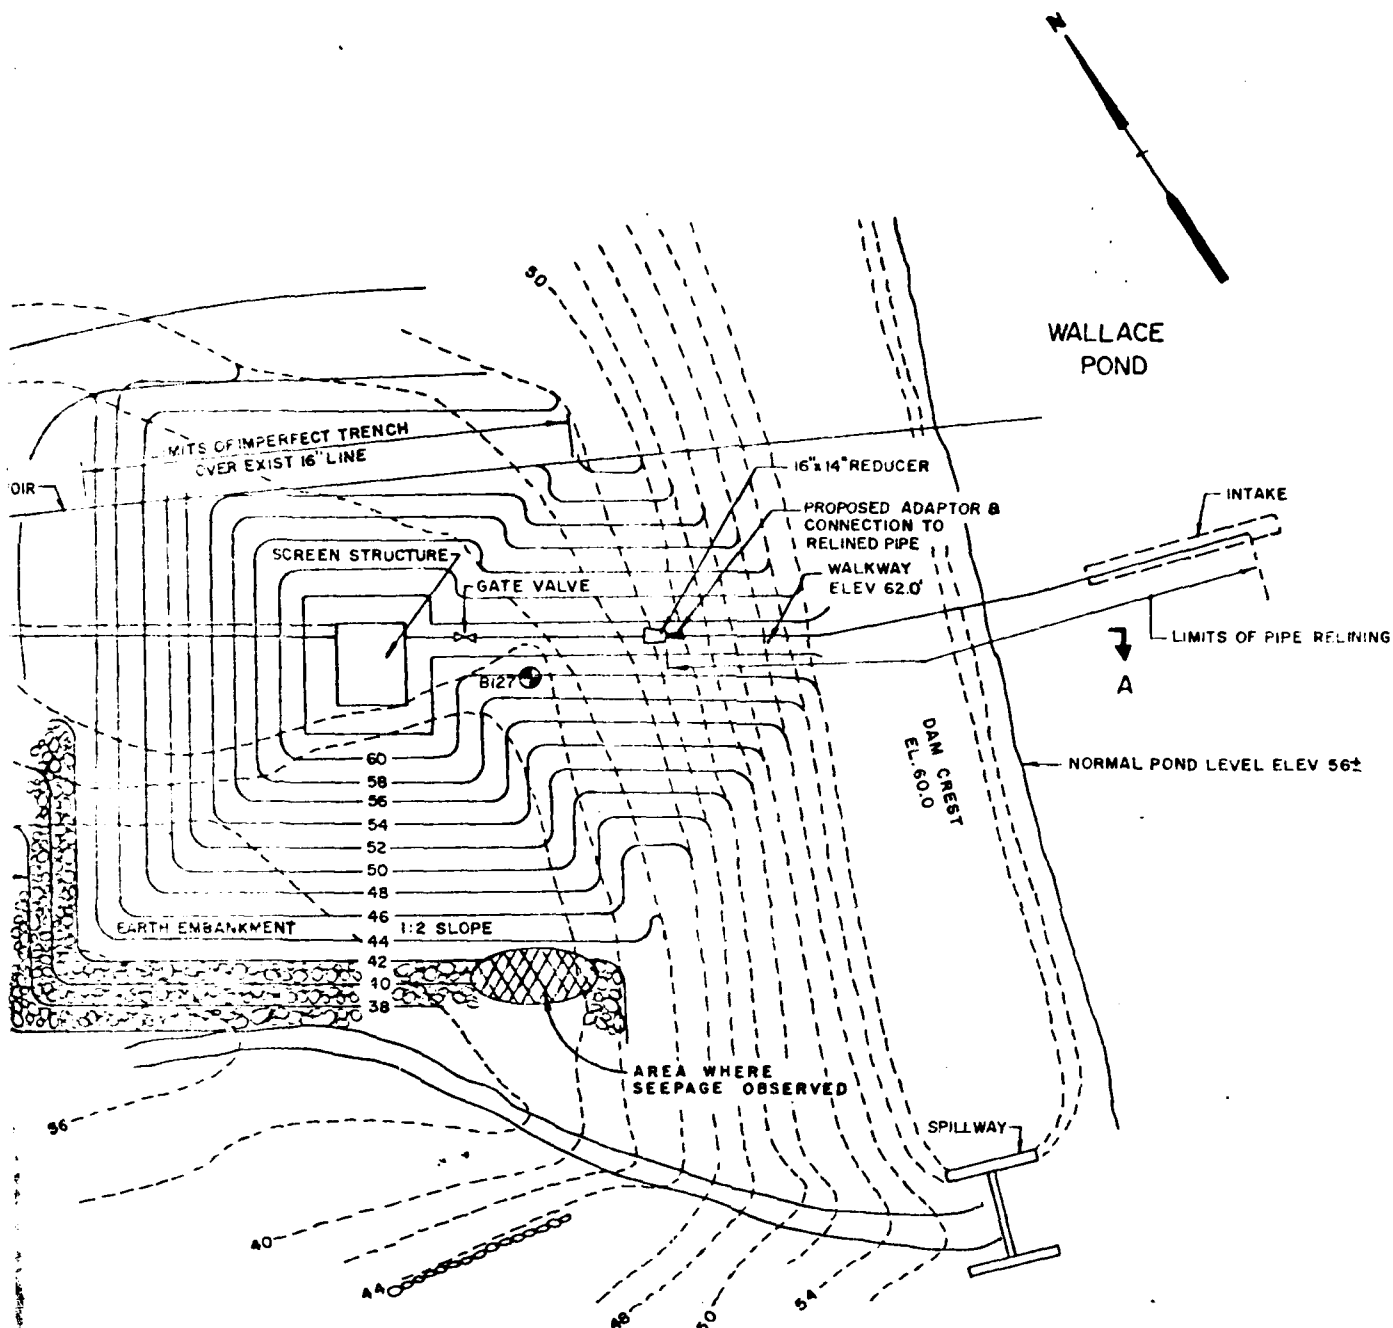 N
WALLACE
POND
50
MITS OF IMPERFECT TRENCH
OVER EXIST 16" LINE
OIR
16" x 14" REDUCER
PROPOSED ADAPTOR &
CONNECTION TO
RELINED PIPE
INTAKE
SCREEN STRUCTURE
GATE VALVE
WALKWAY
ELEV 62.0'
LIMITS OF PIPE RELINING
A
B127
DAM CREST
EL. 60.0
NORMAL POND LEVEL ELEV 56±
60
58
56
54
52
50
48
46
EARTH EMBANKMENT 1:2 SLOPE
44
42
40
38
AREA WHERE
SEEPAGE OBSERVED
SPILLWAY
40
44
48
50
54